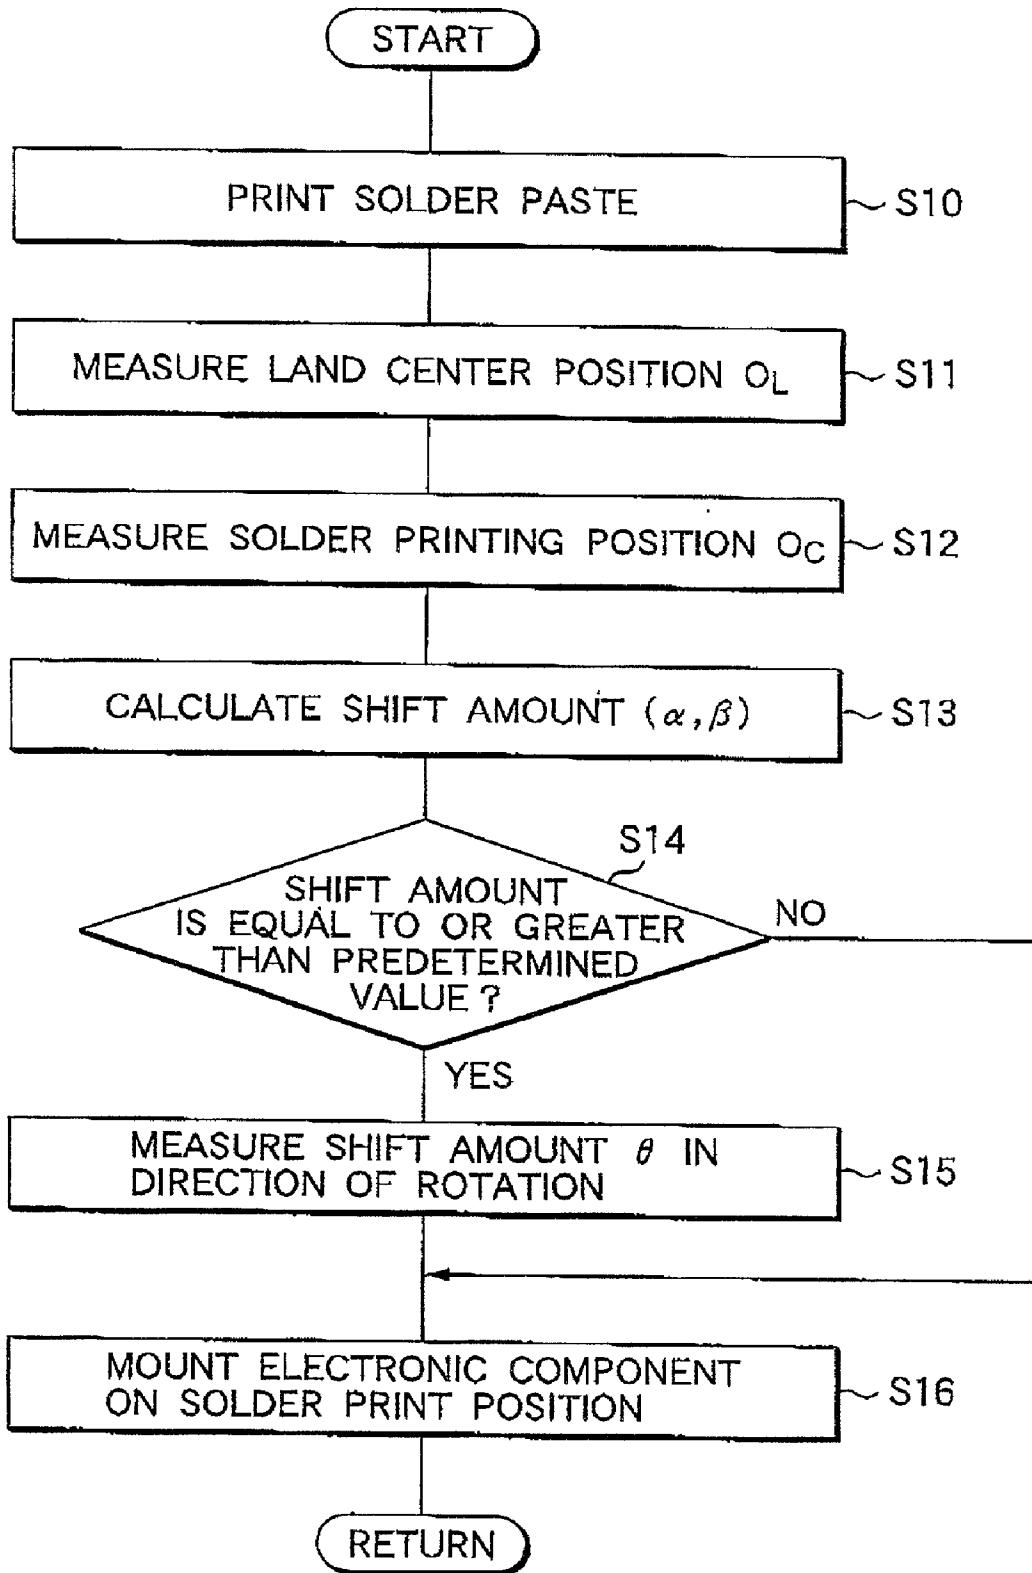 START
PRINT SOLDER PASTE
S10
MEASURE LAND CENTER POSITION OL
S11
MEASURE SOLDER PRINTING POSITION OC
S12
CALCULATE SHIFT AMOUNT (α,β)
S13
S14
SHIFT AMOUNT
IS EQUAL TO OR GREATER
THAN PREDETERMINED
VALUE?
NO
YES
MEASURE SHIFT AMOUNT θ IN
DIRECTION OF ROTATION
S15
MOUNT ELECTRONIC COMPONENT
ON SOLDER PRINT POSITION
S16
RETURN